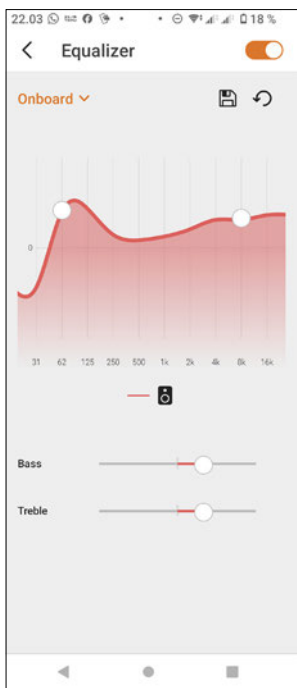 22.03 18 %
Equalizer
Onboard
0
31 62 125 250 500 1k 2k 4k 8k 16k
Bass
Treble